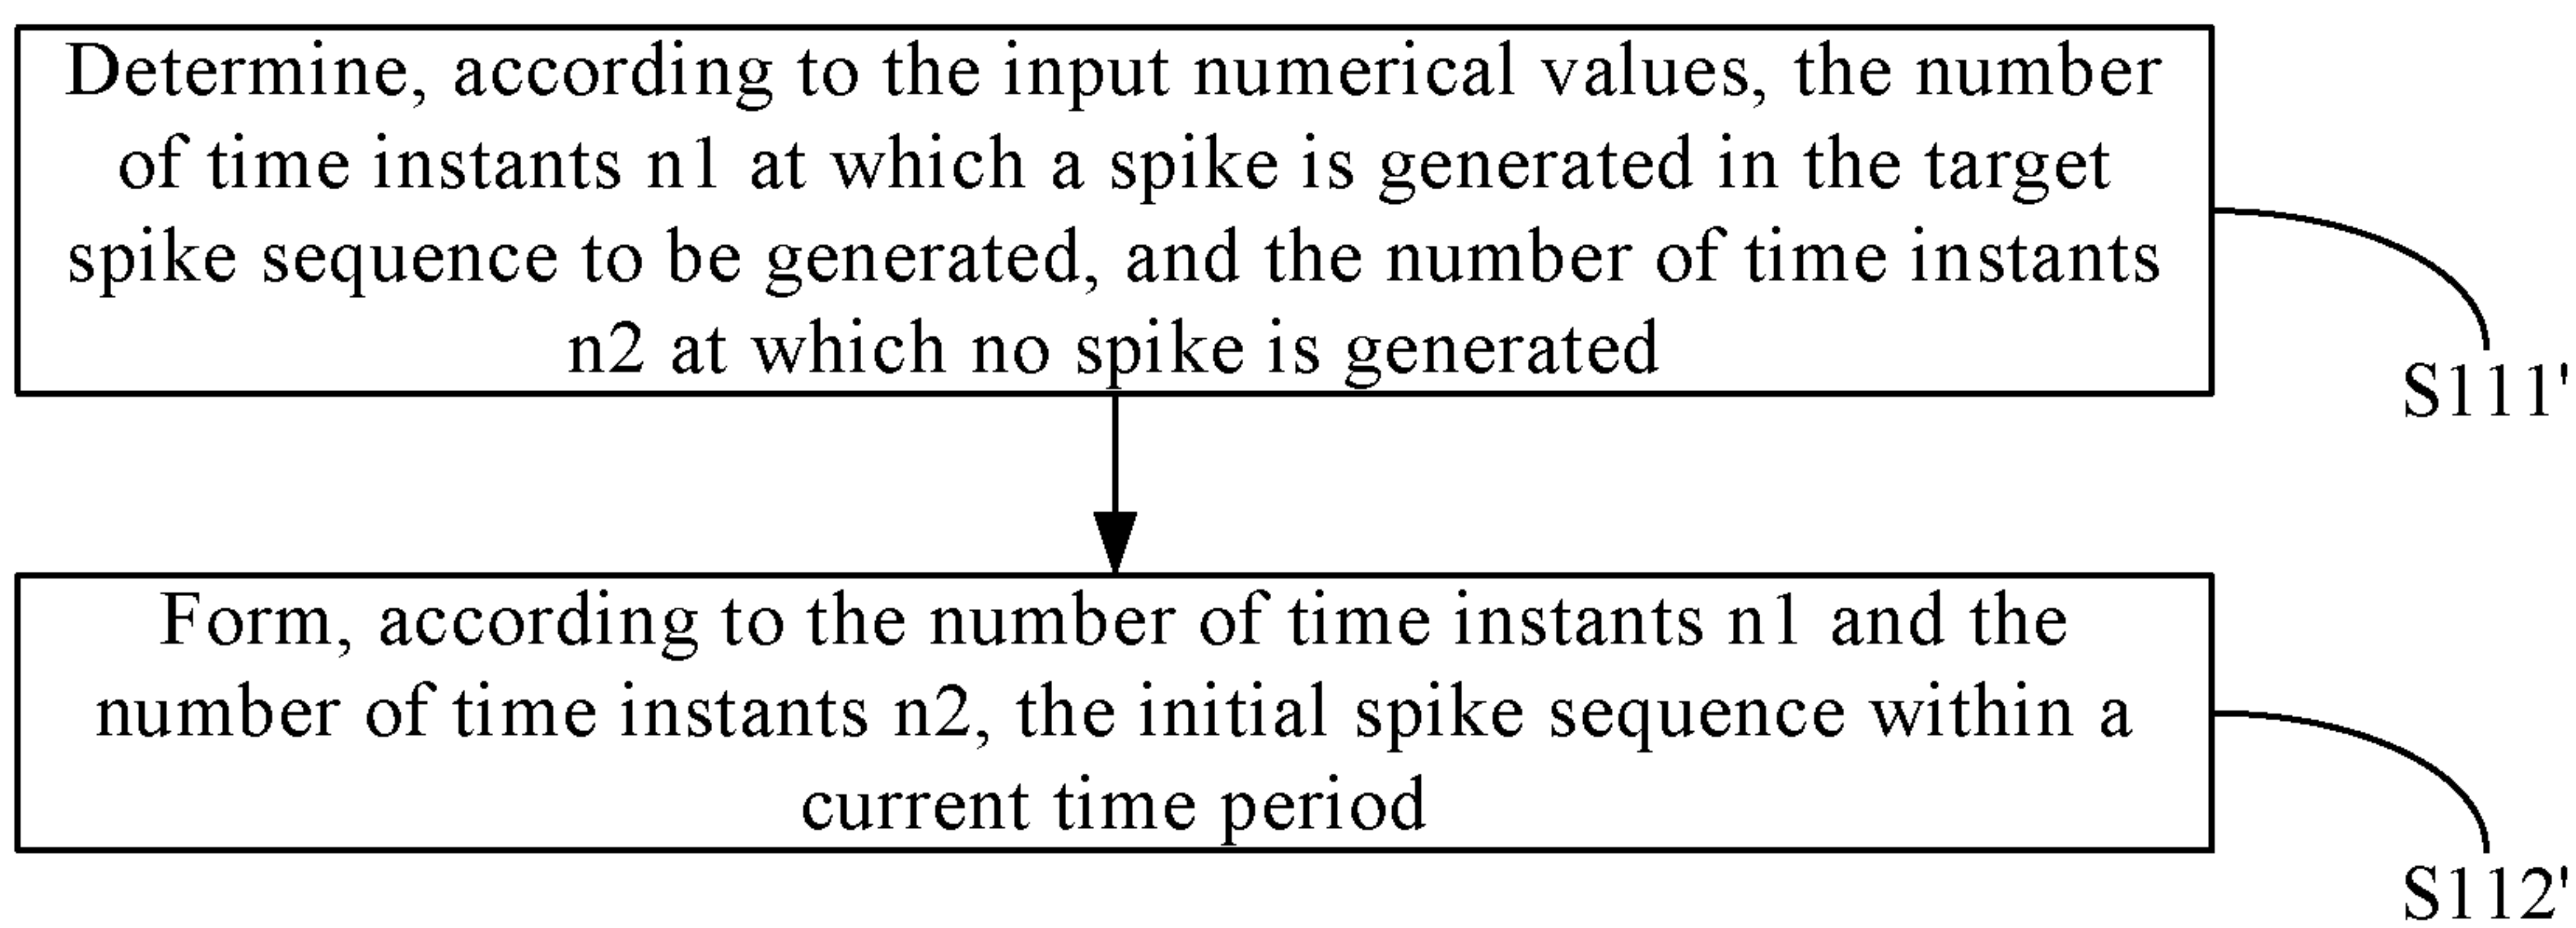 Determine, according to the input numerical values, the number
of time instants n1 at which a spike is generated in the target
spike sequence to be generated, and the number of time instants
n2 at which no spike is generated
S111'
Form, according to the number of time instants n1 and the
number of time instants n2, the initial spike sequence within a
current time period
S112'